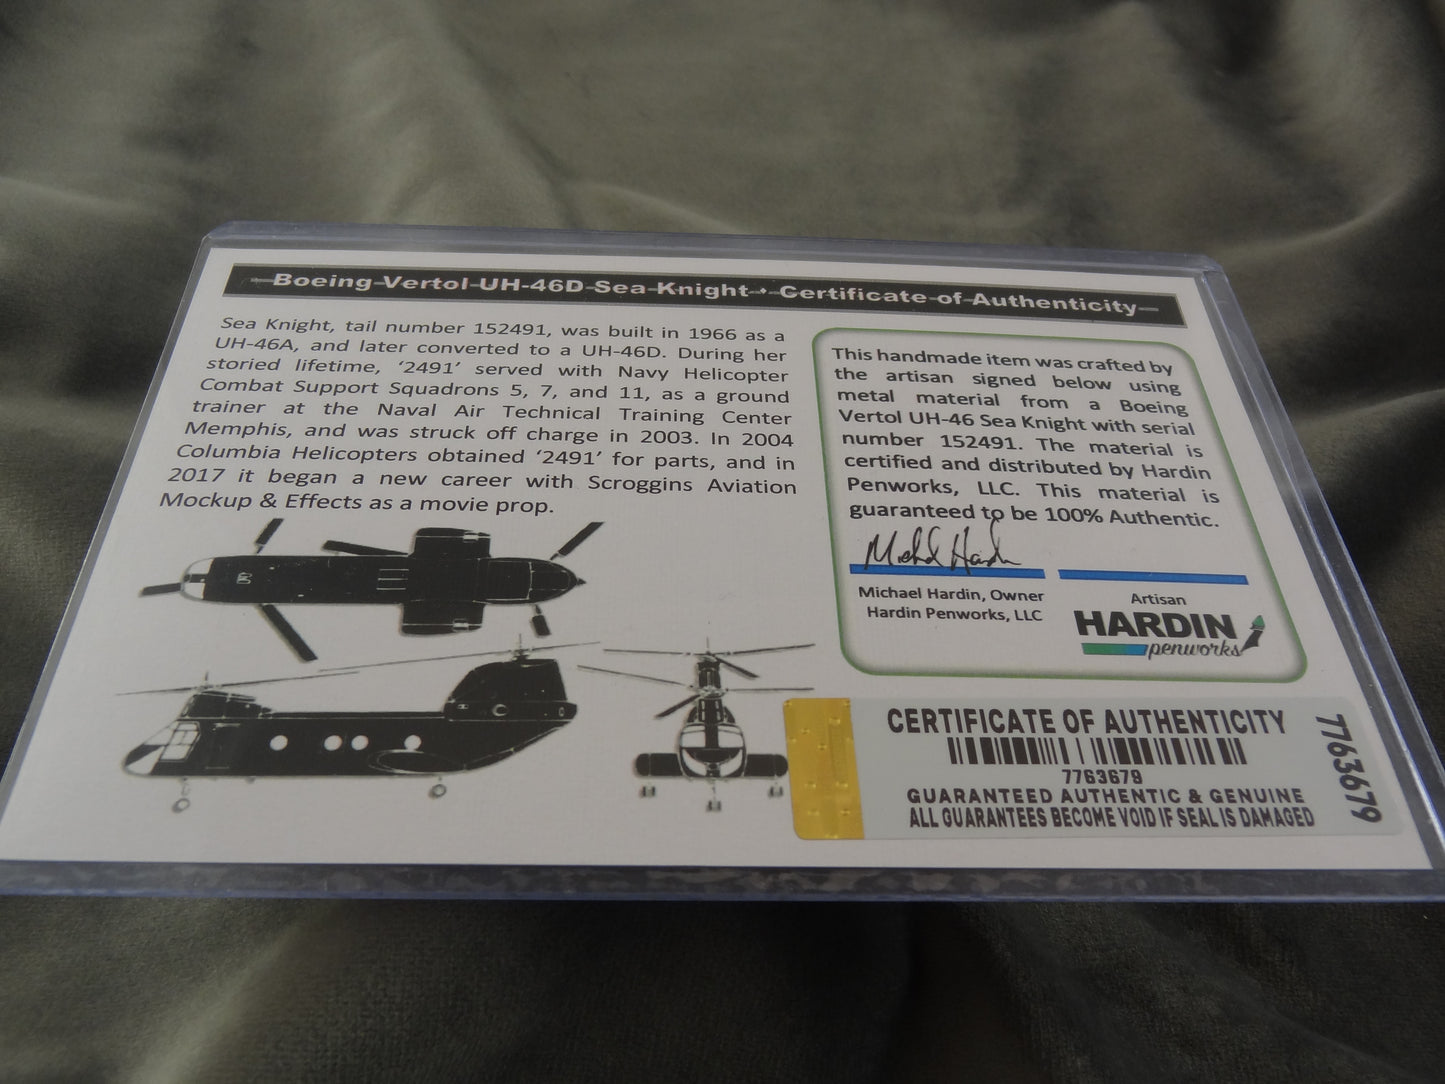 Boeing Vertol UH-46D Sea Knight • Certificate of Authenticity
Sea Knight, tail number 152491, was built in 1966 as a
UH-46A, and later converted to a UH-46D. During her
storied lifetime, ‘2491’ served with Navy Helicopter
Combat Support Squadrons 5, 7, and 11, as a ground
trainer at the Naval Air Technical Training Center
Memphis, and was struck off charge in 2003. In 2004
Columbia Helicopters obtained ‘2491’ for parts, and in
2017 it began a new career with Scroggins Aviation
Mockup & Effects as a movie prop.
This handmade item was crafted by
the artisan signed below using
metal material from a Boeing
Vertol UH-46 Sea Knight with serial
number 152491. The material is
certified and distributed by Hardin
Penworks, LLC. This material is
guaranteed to be 100% Authentic.
Michael Hardin, Owner
Hardin Penworks, LLC
Artisan
HARDIN
penworks
CERTIFICATE OF AUTHENTICITY
7763679
GUARANTEED AUTHENTIC & GENUINE
ALL GUARANTEES BECOME VOID IF SEAL IS DAMAGED
7763679